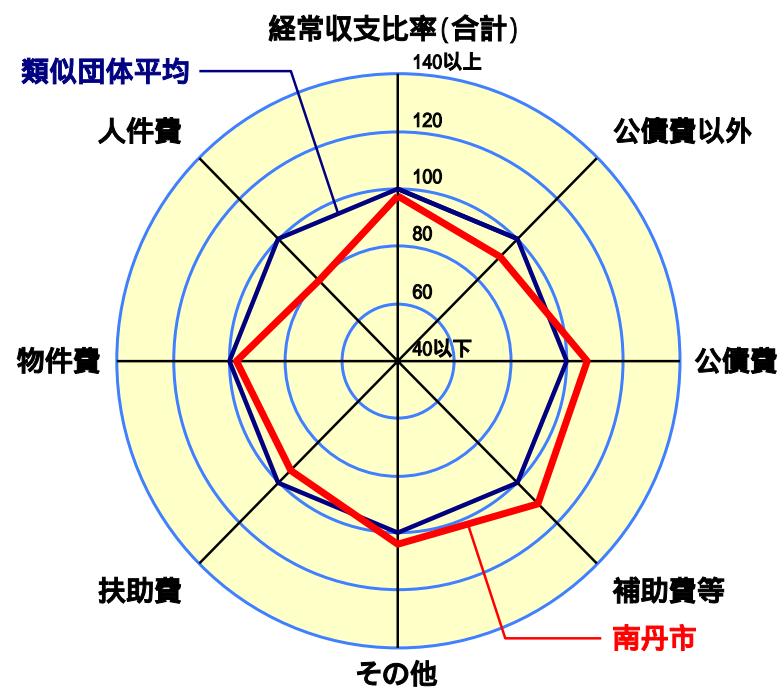 経常収支比率(合計)
類似団体平均
140以上
人件費
120
公債費以外
100
80
60
40以下
物件費
公債費
扶助費
補助費等
南丹市
その他